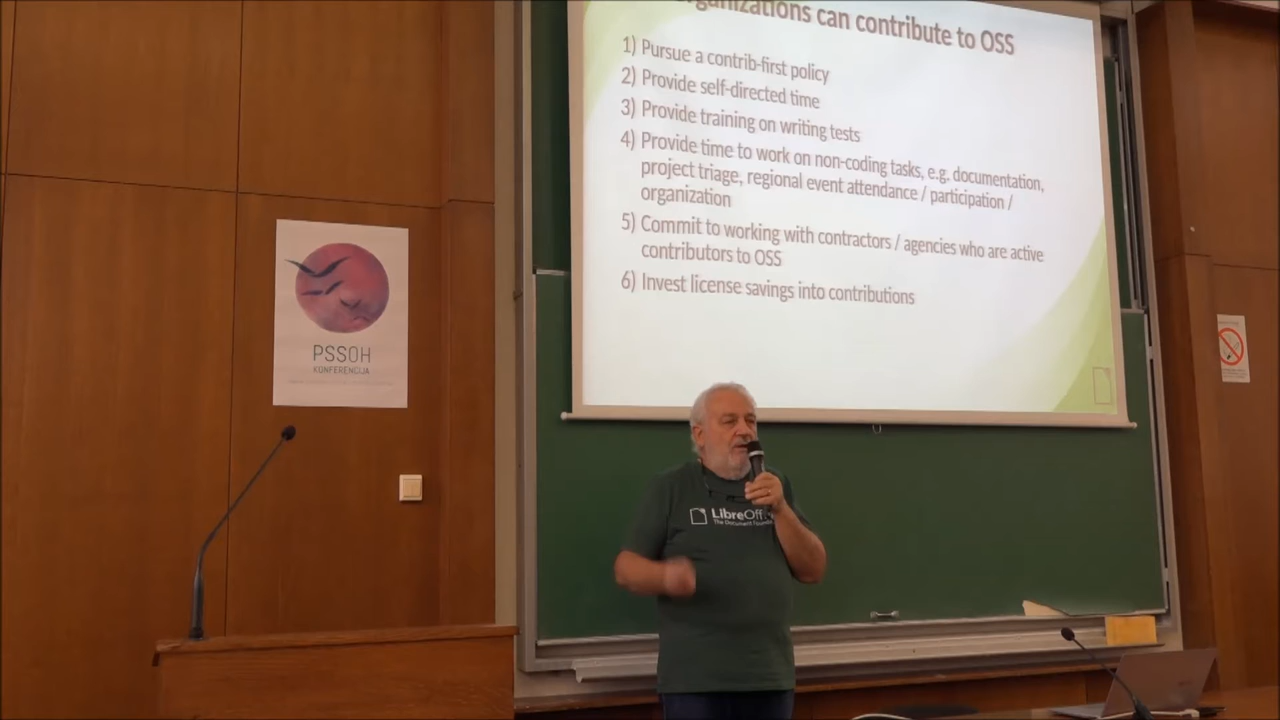 organizations can contribute to OSS
1) Pursue a contrib-first policy
2) Provide self-directed time
3) Provide training on writing tests
4) Provide time to work on non-coding tasks, e.g. documentation,
project triage, regional event attendance / participation /
organization
5) Commit to working with contractors / agencies who are active
contributors to OSS
6) Invest license savings into contributions
PSSOH
KONFERENCIJA
LibreOff
The Document Founda